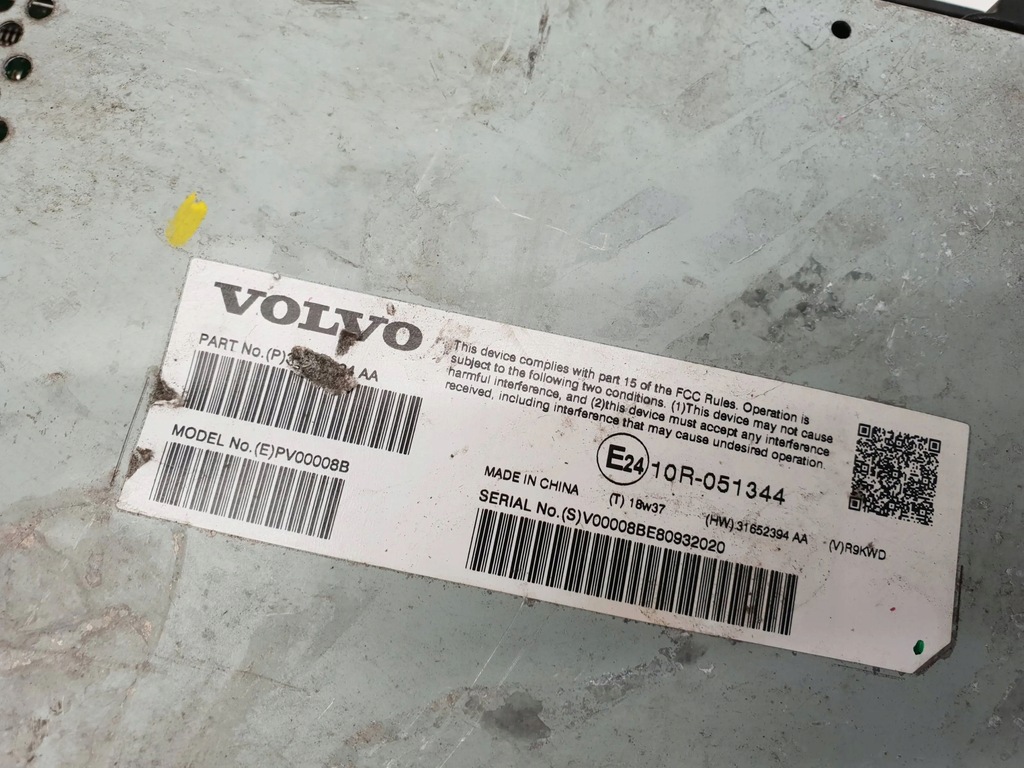 VOLVO
PART No.(P)3 AA
MODEL No.(E)PV00008B
This device complies with part 15 of the FCC Rules. Operation is
subject to the following two conditions. (1)This device may not cause
harmful interference, and (2)this device must accept any interference
received, including interference that may cause undesired operation.
E24 10R-051344
MADE IN CHINA (T) 18w37 (HW) 31652394 AA (V)R9KWD
SERIAL No.(S)V00008BE80932020